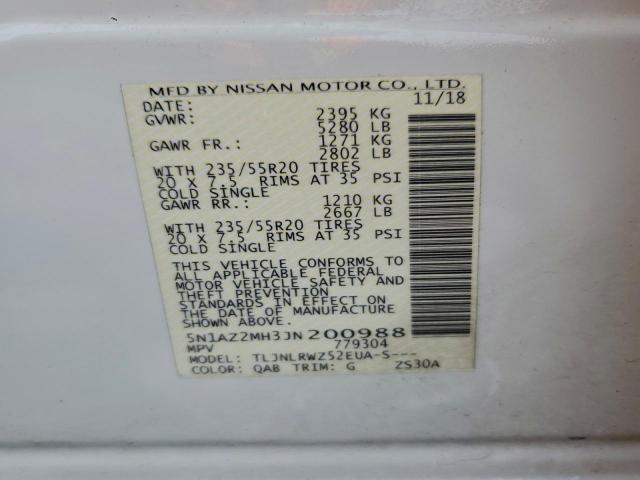 MFD BY NISSAN MOTOR CO., LTD.
DATE: 11/18
GVWR: 2395 KG
5280 LB
GAWR FR.: 1271 KG
2802 LB
WITH 235/55R20 TIRES
20 X 7.5 RIMS AT 35 PSI
COLD SINGLE
GAWR RR.: 1210 KG
2667 LB
WITH 235/55R20 TIRES
20 X 7.5 RIMS AT 35 PSI
COLD SINGLE
THIS VEHICLE CONFORMS TO
ALL APPLICABLE FEDERAL
MOTOR VEHICLE SAFETY AND
THEFT PREVENTION
STANDARDS IN EFFECT ON
THE DATE OF MANUFACTURE
SHOWN ABOVE.
5N1AZ2MH3JN200988
MPV 779304
MODEL: TLJNLRWZ52EUA-S---
COLOR: QAB TRIM: G ZS30A